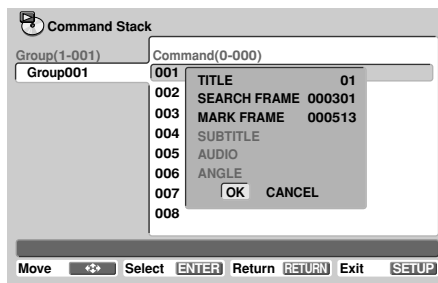 Command Stack
Group(1-001) Command(0-000)
Group001
001
002
003
004
005
006
007
008
TITLE 01
SEARCH FRAME 000301
MARK FRAME 000513
SUBTITLE
AUDIO
ANGLE
OK CANCEL
Move Select ENTER Return RETURN Exit SETUP